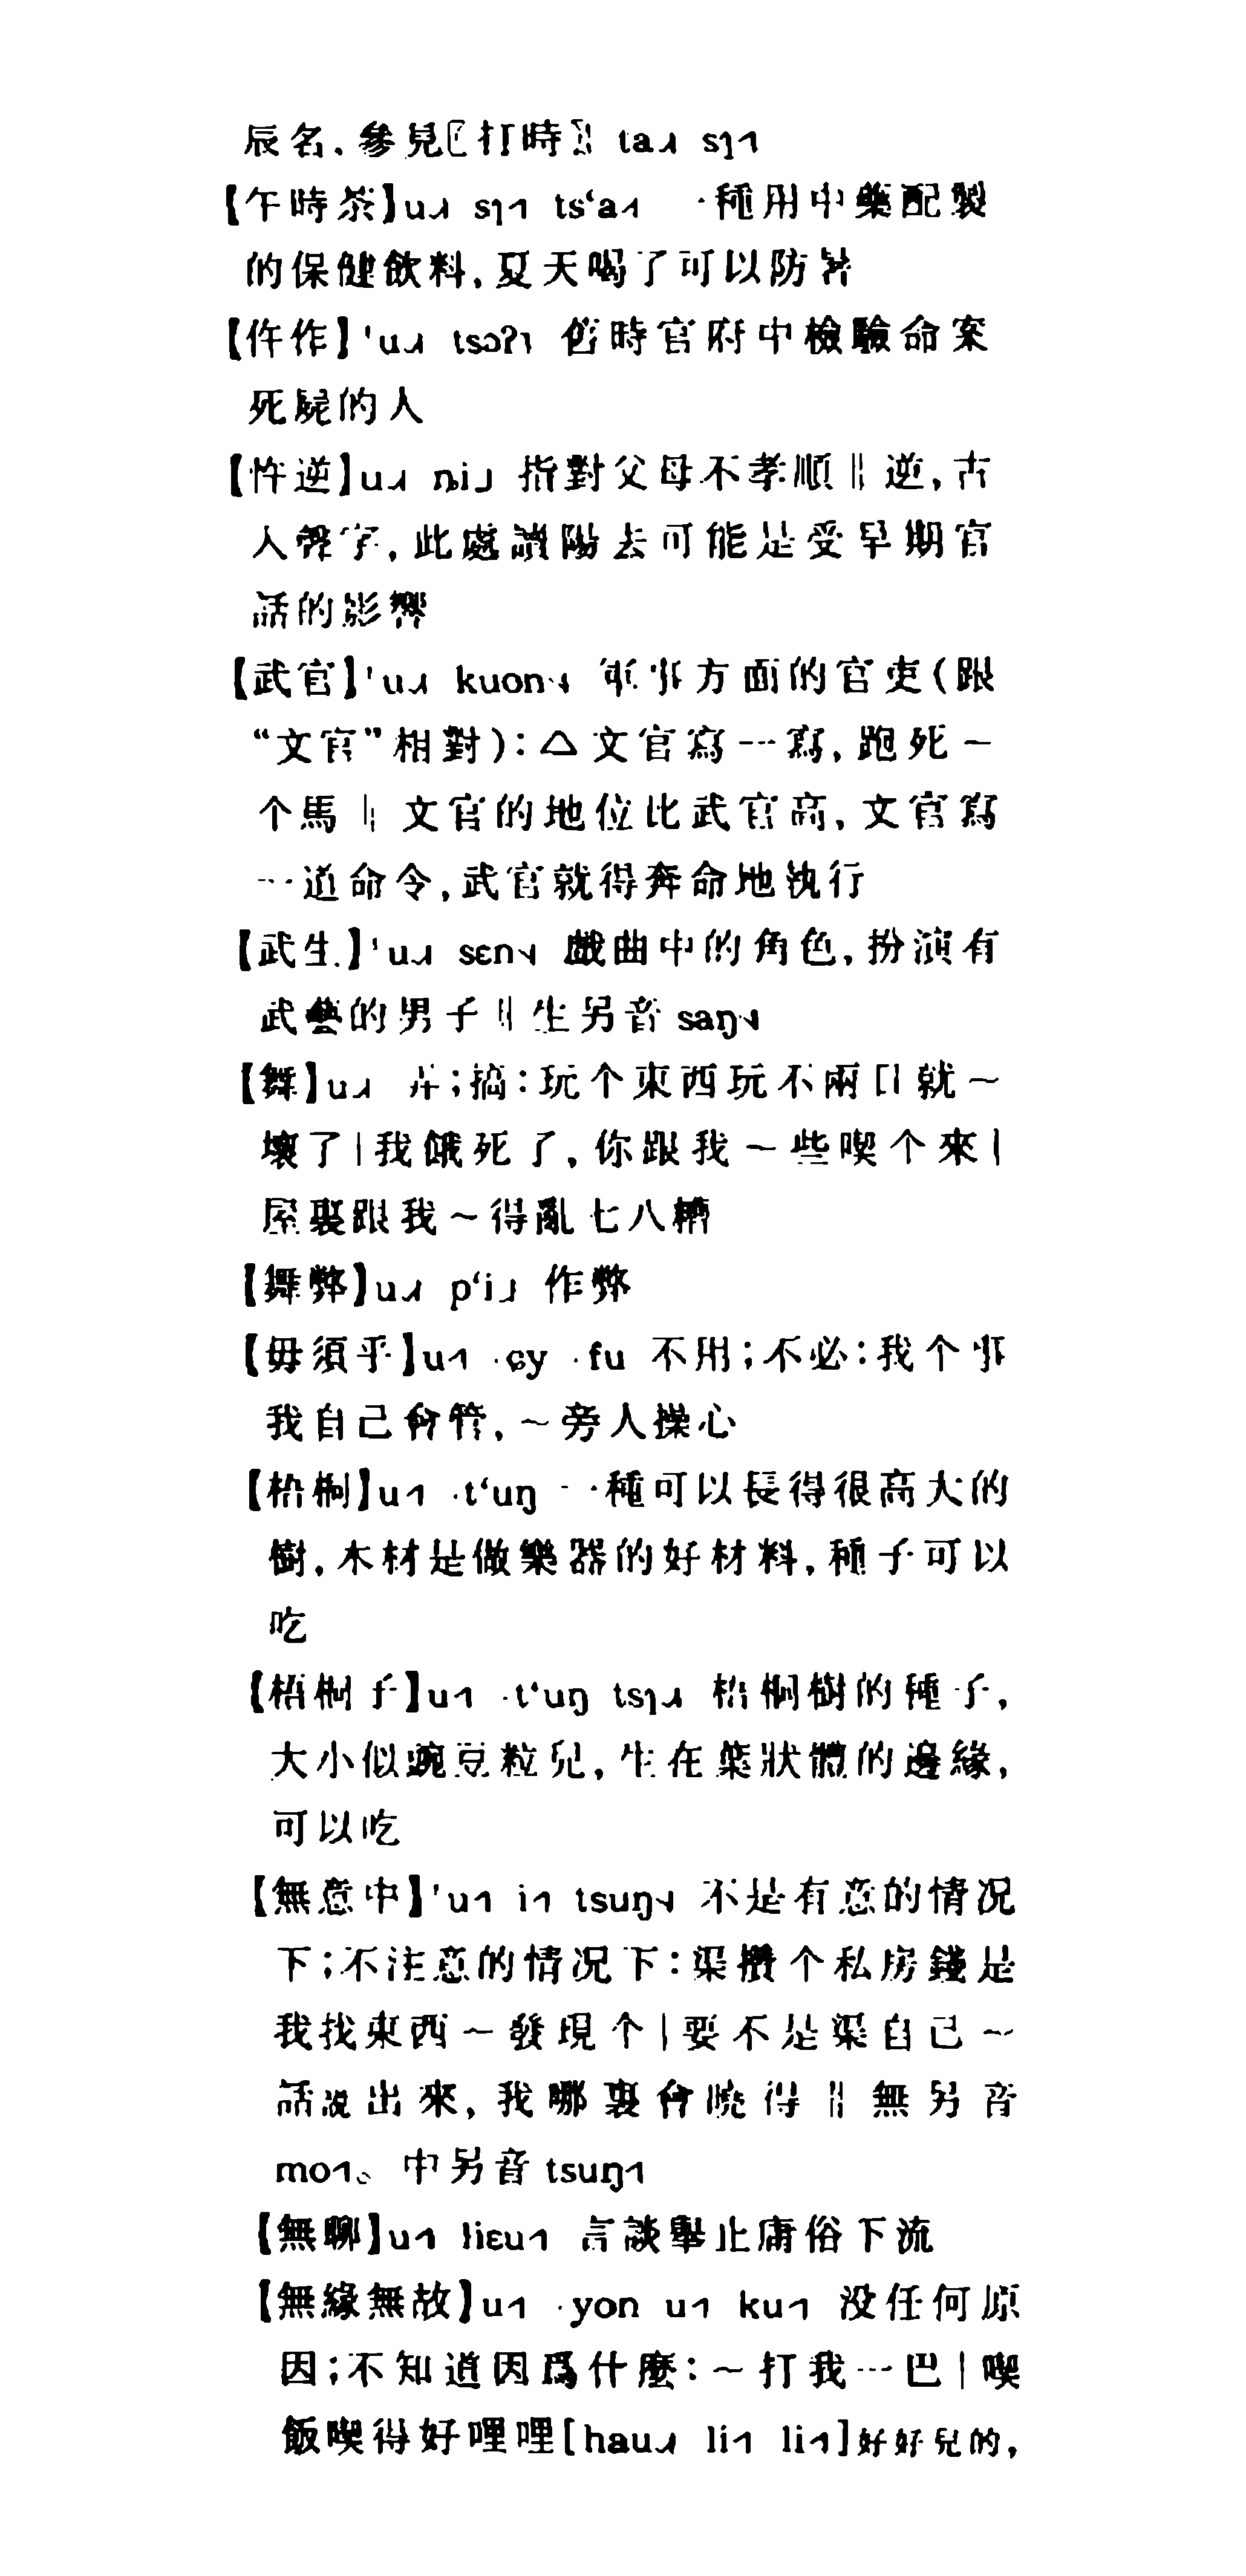 辰名.參見〖打時〗 ta˩˧ sɿ˧˥
【午時茶】u˩˧ sɿ˧˥ ts‘a˧˥ 一種用中藥配製
的保健飲料,夏天喝了可以防暑
【仵作】ˈu˩˧ tsɔʔ˥ 舊時官府中檢驗命案
死屍的人
【忤逆】u˩˧ ȵi˩ 指對父母不孝順‖逆,古
入聲字,此處讀陽去可能是受早期官
話的影響
【武官】ˈu˩˧ kuon˦˨ 軍事方面的官吏(跟
“文官”相對):△文官寫一寫,跑死一
个馬‖文官的地位比武官高,文官寫
一道命令,武官就得奔命地執行
【武生】ˈu˩˧ sɛn˦˨ 戲曲中的角色,扮演有
武藝的男子‖生另音 saŋ˦˨
【舞】u˩˧ 弄;搞:玩个東西玩不兩日就~
壞了|我餓死了,你跟我~些喫个來|
屋裏跟我~得亂七八糟
【舞弊】u˩˧ p‘i˩ 作弊
【毋須乎】u˧˥ ·ɕy ·fu 不用;不必:我个事
我自己會管,~旁人操心
【梧桐】u˧˥ ·t‘uŋ 一種可以長得很高大的
樹,木材是做樂器的好材料,種子可以
吃
【梧桐子】u˧˥ ·t‘uŋ tsɿ˩˧ 梧桐樹的種子,
大小似豌豆粒兒,生在葉狀體的邊緣,
可以吃
【無意中】ˈu˧˥ i˧˥ tsuŋ˦˨ 不是有意的情况
下;不注意的情况下:渠攢个私房錢是
我找東西~發現个|要不是渠自己~
話說出來,我哪裏會曉得‖無另音
mo˧˥。中另音 tsuŋ˧˥
【無聊】u˧˥ liɛu˧˥ 言談舉止庸俗下流
【無緣無故】u˧˥ ·yon u˧˥ ku˧˥ 没任何原
因;不知道因爲什麼:~打我一巴|喫
飯喫得好哩哩[hau˩˧ li˧˥ li˧˥]好好兒的,